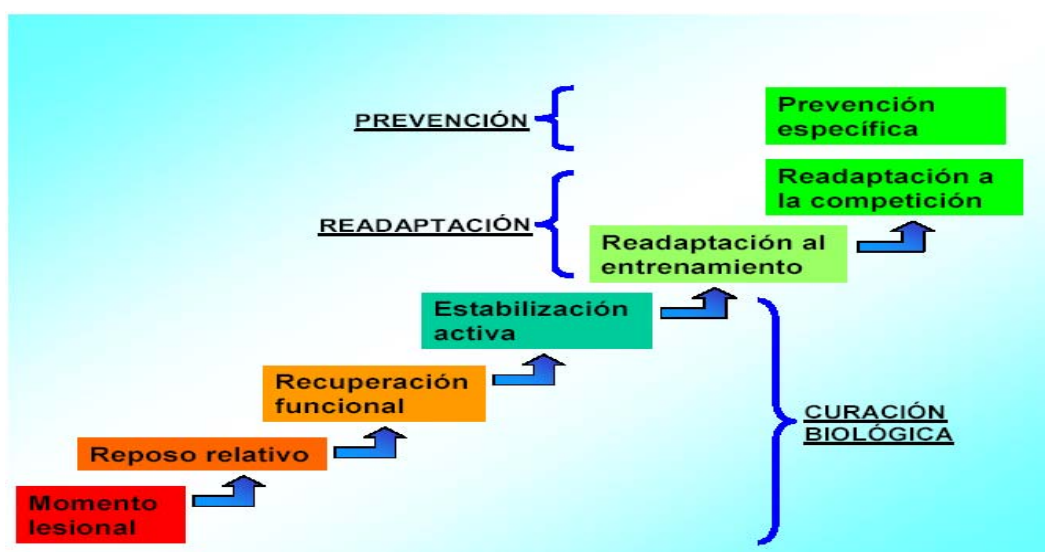 PREVENCIÓN
Prevención
específica
READAPTACIÓN
Readaptación a
la competición
Readaptación al
entrenamiento
Estabilización
activa
Recuperación
funcional
CURACIÓN
BIOLÓGICA
Reposo relativo
Momento
lesional